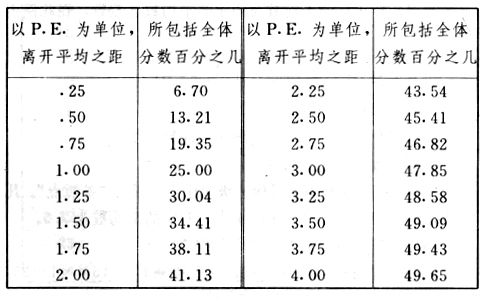 以 P.E. 为单位, 所包括全体 以 P.E. 为单位, 所包括全体
离开平均之距 分数百分之几 离开平均之距 分数百分之几
.25 6.70 2.25 43.54
.50 13.21 2.50 45.41
.75 19.35 2.75 46.82
1.00 25.00 3.00 47.85
1.25 30.04 3.25 48.58
1.50 34.41 3.50 49.09
1.75 38.11 3.75 49.43
2.00 41.13 4.00 49.65